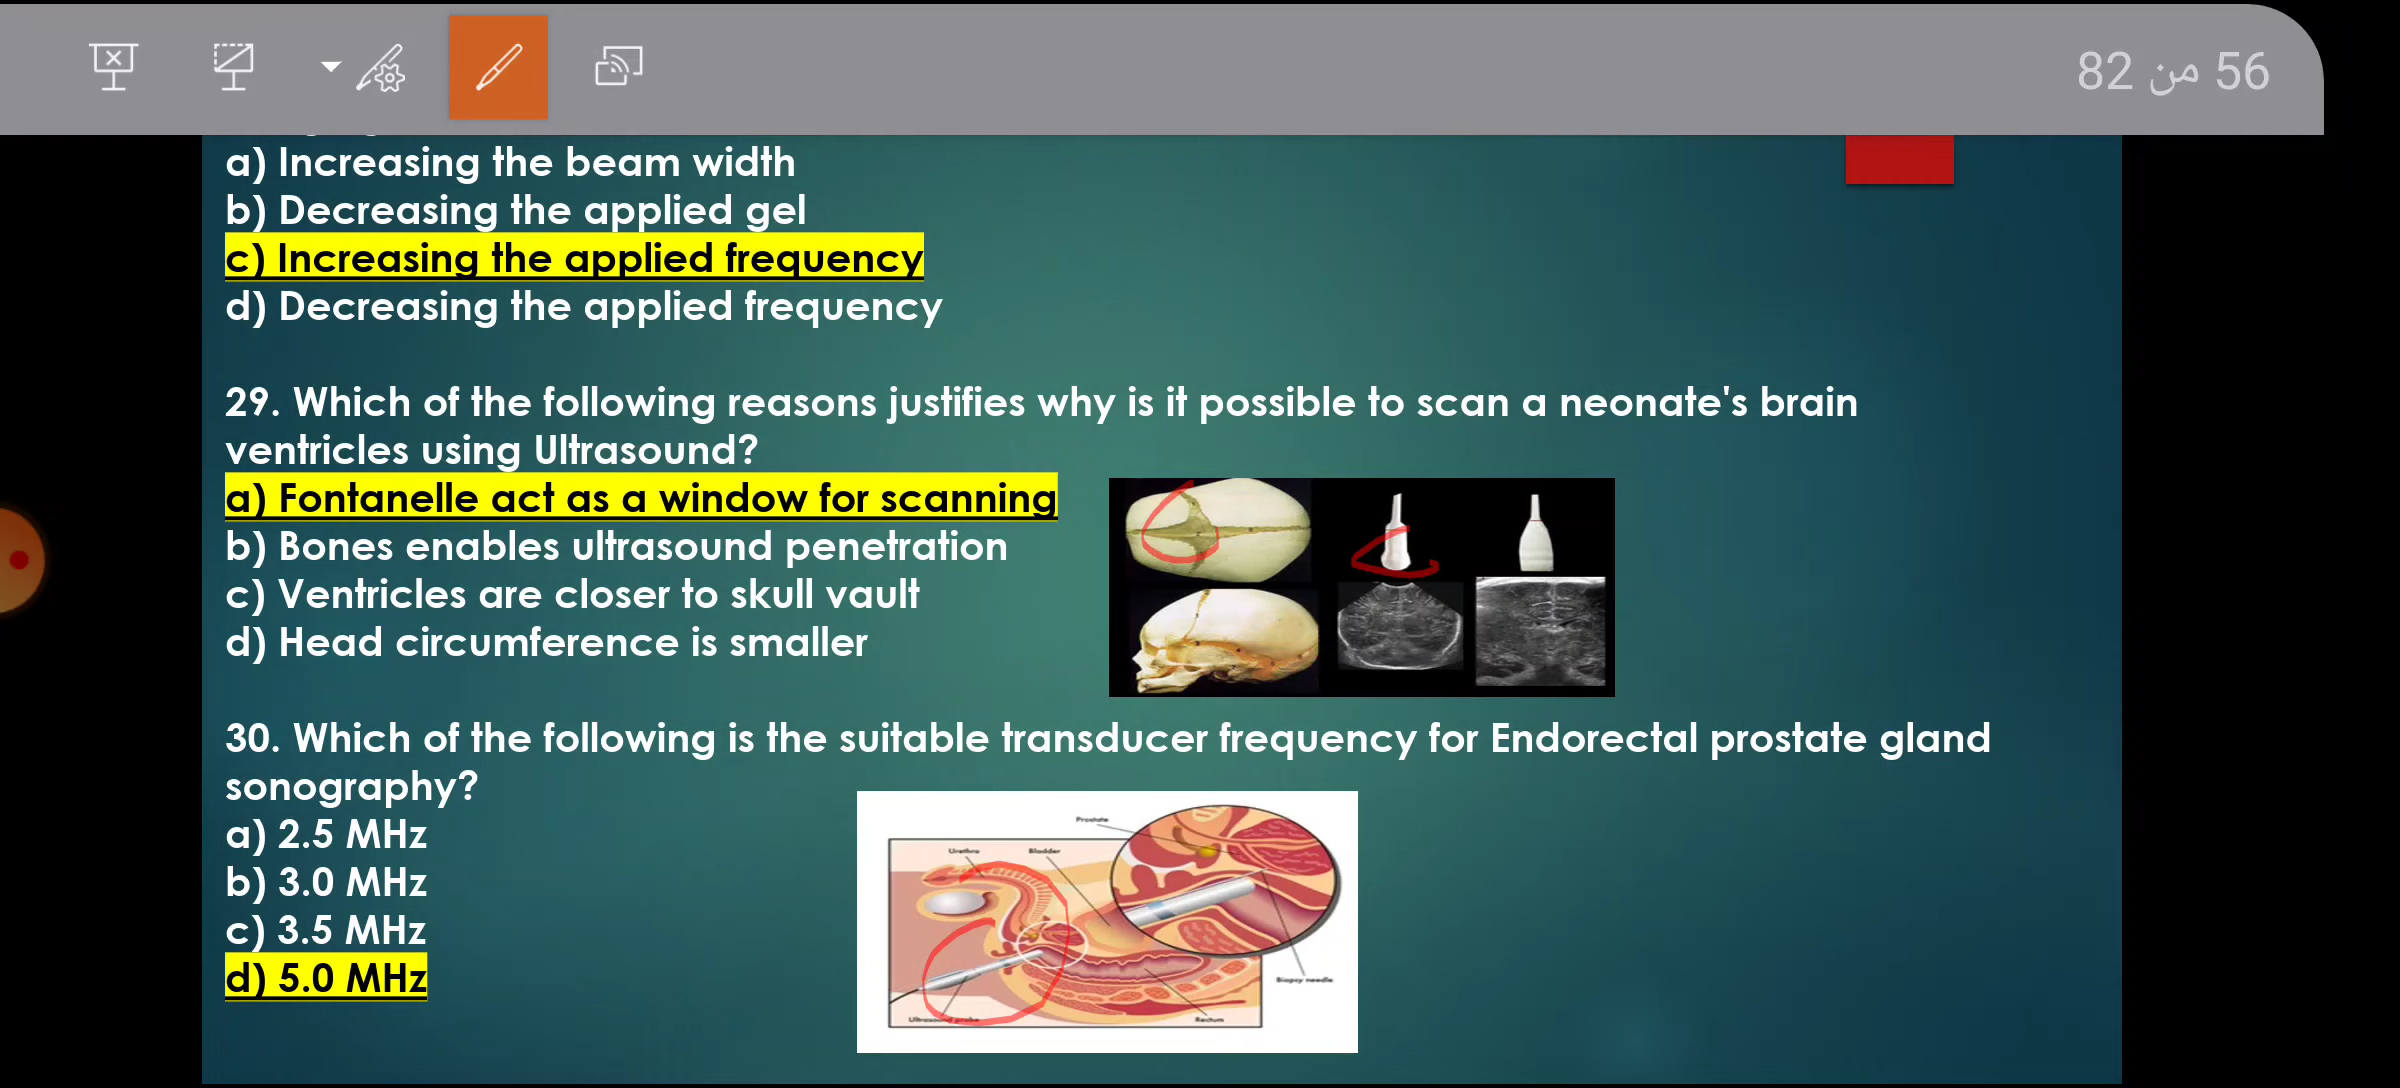 56 من 82
a) Increasing the beam width
b) Decreasing the applied gel
c) Increasing the applied frequency
d) Decreasing the applied frequency
29. Which of the following reasons justifies why is it possible to scan a neonate's brain
ventricles using Ultrasound?
a) Fontanelle act as a window for scanning
b) Bones enables ultrasound penetration
c) Ventricles are closer to skull vault
d) Head circumference is smaller
30. Which of the following is the suitable transducer frequency for Endorectal prostate gland
sonography?
a) 2.5 MHz
b) 3.0 MHz
c) 3.5 MHz
d) 5.0 MHz
Prostate
Urethra
Bladder
Biopsy needle
Ultrasound probe
Rectum